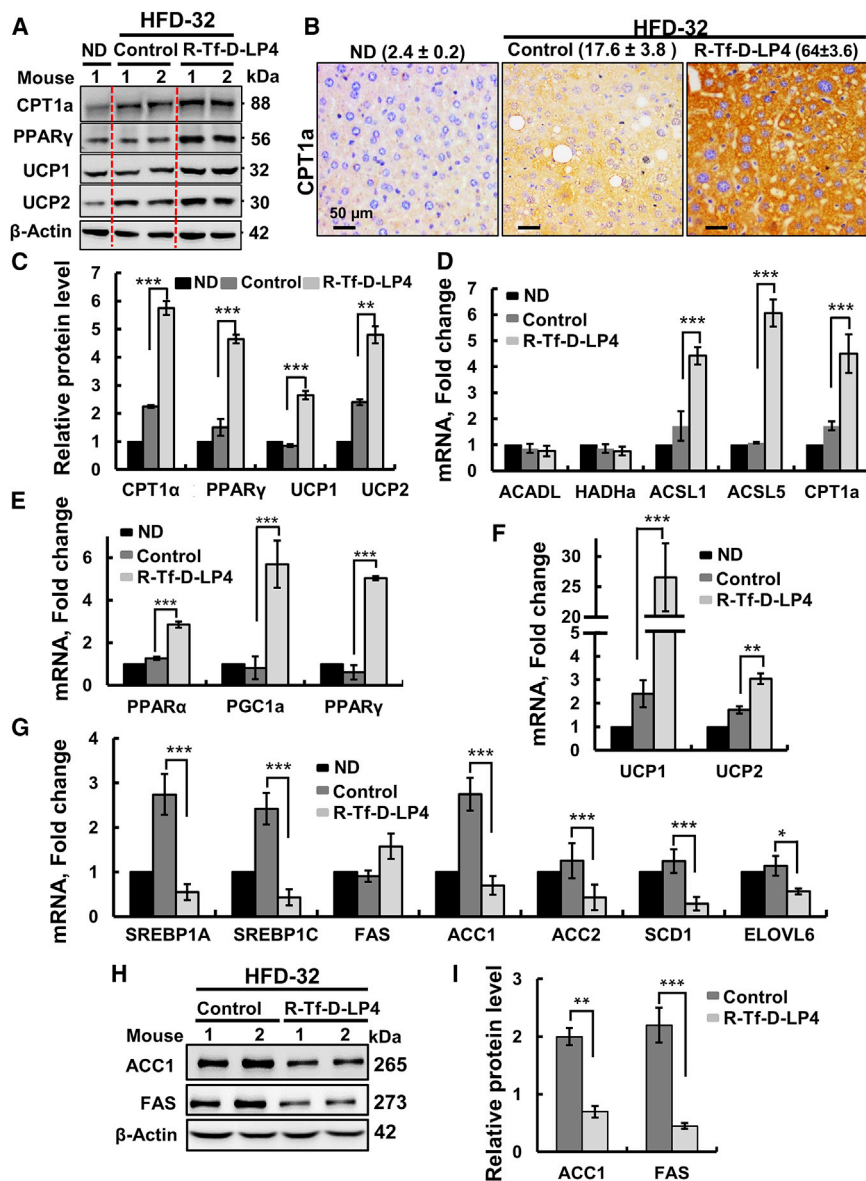 A
HFD-32
ND Control R-Tf-D-LP4
Mouse 1 1 2 1 2 kDa
CPT1a 88
PPARγ 56
UCP1 32
UCP2 30
β-Actin 42
B
HFD-32
ND (2.4 ± 0.2) Control (17.6 ± 3.8) R-Tf-D-LP4 (64±3.6)
CPT1a
50 µm
C
Relative protein level
7
6
5
4
3
2
1
0
ND Control R-Tf-D-LP4
*** *** *** **
CPT1α PPARγ UCP1 UCP2
D
mRNA, Fold change
7
6
5
4
3
2
1
0
ND
Control
R-Tf-D-LP4
*** *** ***
ACADL HADHa ACSL1 ACSL5 CPT1a
E
mRNA, Fold change
6
4
2
0
ND
Control
R-Tf-D-LP4
*** *** ***
PPARα PGC1a PPARγ
F
mRNA, Fold change
30
25
20
5
4
3
2
1
0
ND
Control
R-Tf-D-LP4
*** **
UCP1 UCP2
G
mRNA, Fold change
4
3
2
1
0
ND
Control
R-Tf-D-LP4
*** *** *** *** *** *
SREBP1A SREBP1C FAS ACC1 ACC2 SCD1 ELOVL6
H
HFD-32
Control R-Tf-D-LP4
Mouse 1 2 1 2 kDa
ACC1 265
FAS 273
β-Actin 42
I
Relative protein level
3
2
1
0
Control
R-Tf-D-LP4
** ***
ACC1 FAS